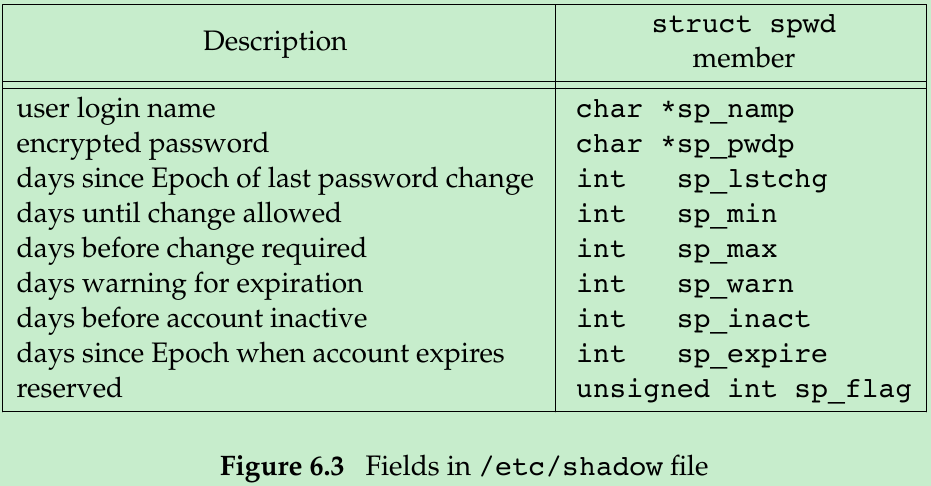 Description
struct spwd
member
user login name char *sp_namp
encrypted password char *sp_pwdp
days since Epoch of last password change int sp_lstchg
days until change allowed int sp_min
days before change required int sp_max
days warning for expiration int sp_warn
days before account inactive int sp_inact
days since Epoch when account expires int sp_expire
reserved unsigned int sp_flag
Figure 6.3 Fields in /etc/shadow file